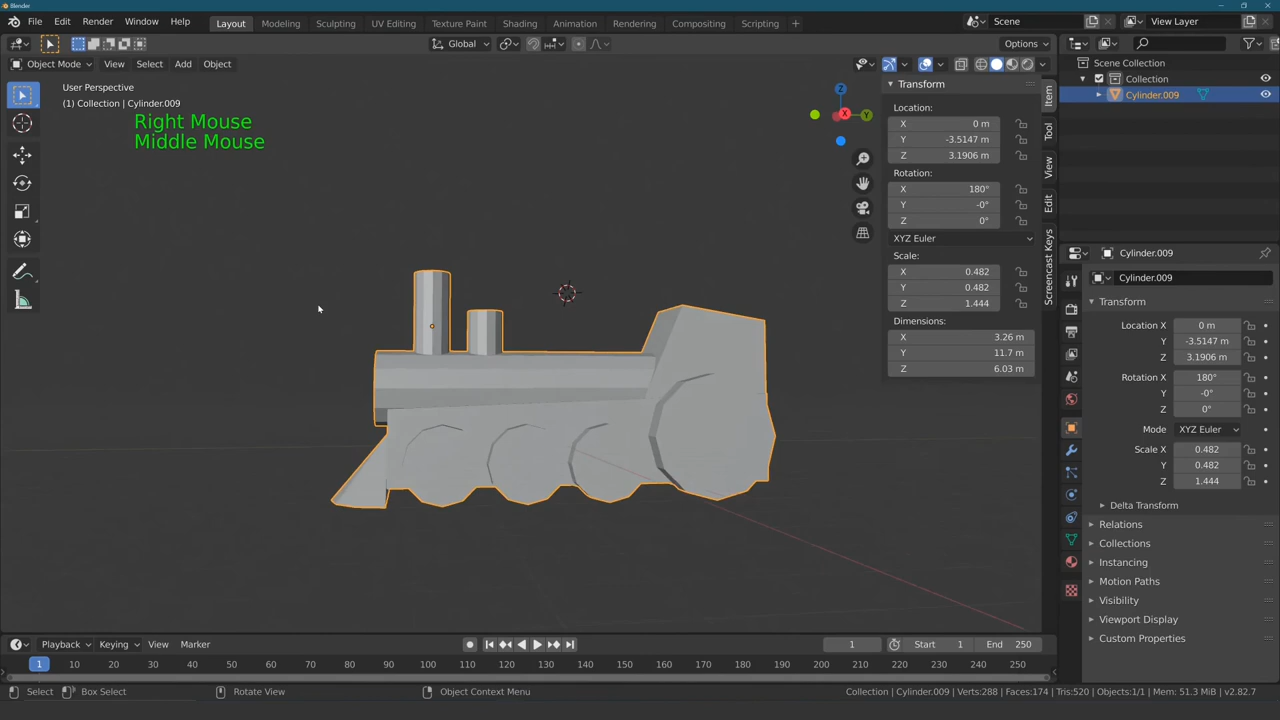 Blender
File Edit Render Window Help Layout Modeling Sculpting UV Editing Texture Paint Shading Animation Rendering Compositing Scripting + Scene View Layer
Global Options
Object Mode View Select Add Object
User Perspective
(1) Collection | Cylinder.009
Right Mouse
Middle Mouse
Z
X
Y
Transform
Location:
X 0 m
Y -3.5147 m
Z 3.1906 m
Rotation:
X 180°
Y -0°
Z 0°
XYZ Euler
Scale:
X 0.482
Y 0.482
Z 1.444
Dimensions:
X 3.26 m
Y 11.7 m
Z 6.03 m
Item
Tool
View
Edit
Screencast Keys
Scene Collection
Collection
Cylinder.009
Cylinder.009
Cylinder.009
Transform
Location X 0 m
Y -3.5147 m
Z 3.1906 m
Rotation X 180°
Y -0°
Z 0°
Mode XYZ Euler
Scale X 0.482
Y 0.482
Z 1.444
Delta Transform
Relations
Collections
Instancing
Motion Paths
Visibility
Viewport Display
Custom Properties
Playback Keying View Marker 1 Start 1 End 250
1 10 20 30 40 50 60 70 80 90 100 110 120 130 140 150 160 170 180 190 200 210 220 230 240 250
Select Box Select Rotate View Object Context Menu Collection | Cylinder.009 | Verts:288 | Faces:174 | Tris:520 | Objects:1/1 | Mem: 51.3 MiB | v2.82.7